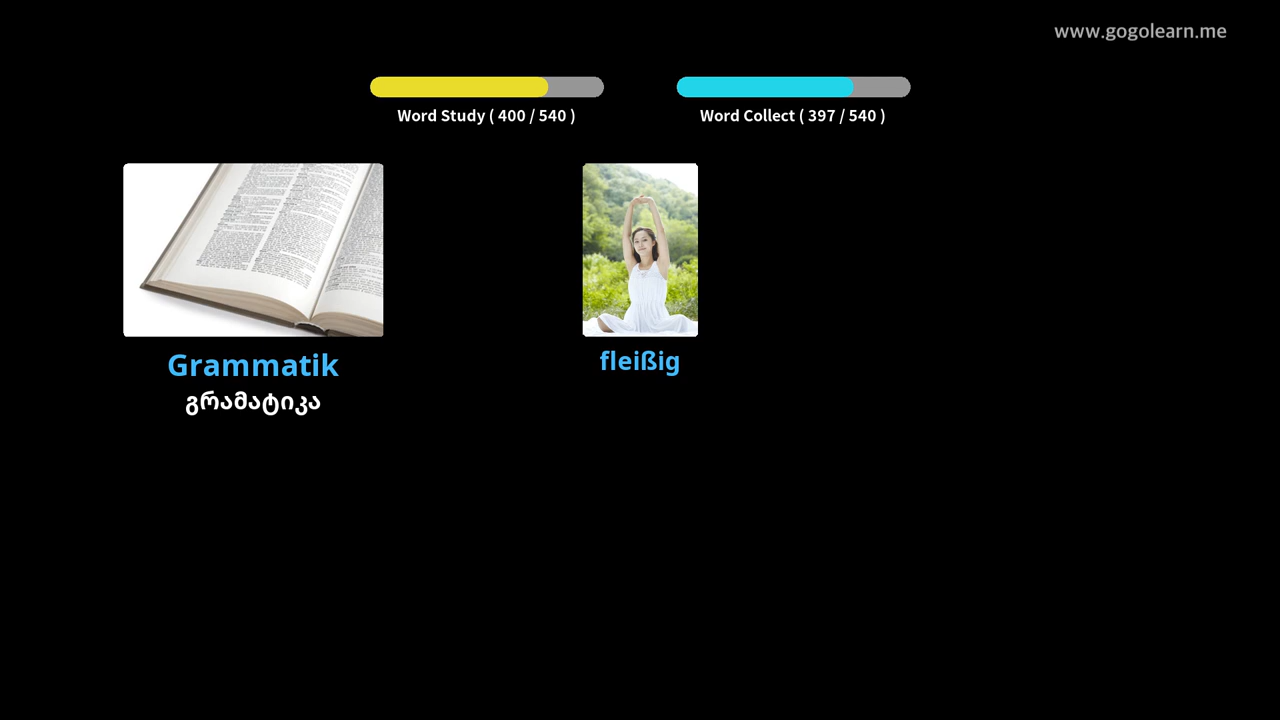 www.gogolearn.me
Word Study ( 400 / 540 )
Word Collect ( 397 / 540 )
Grammatik
გრამატიკა
fleißig